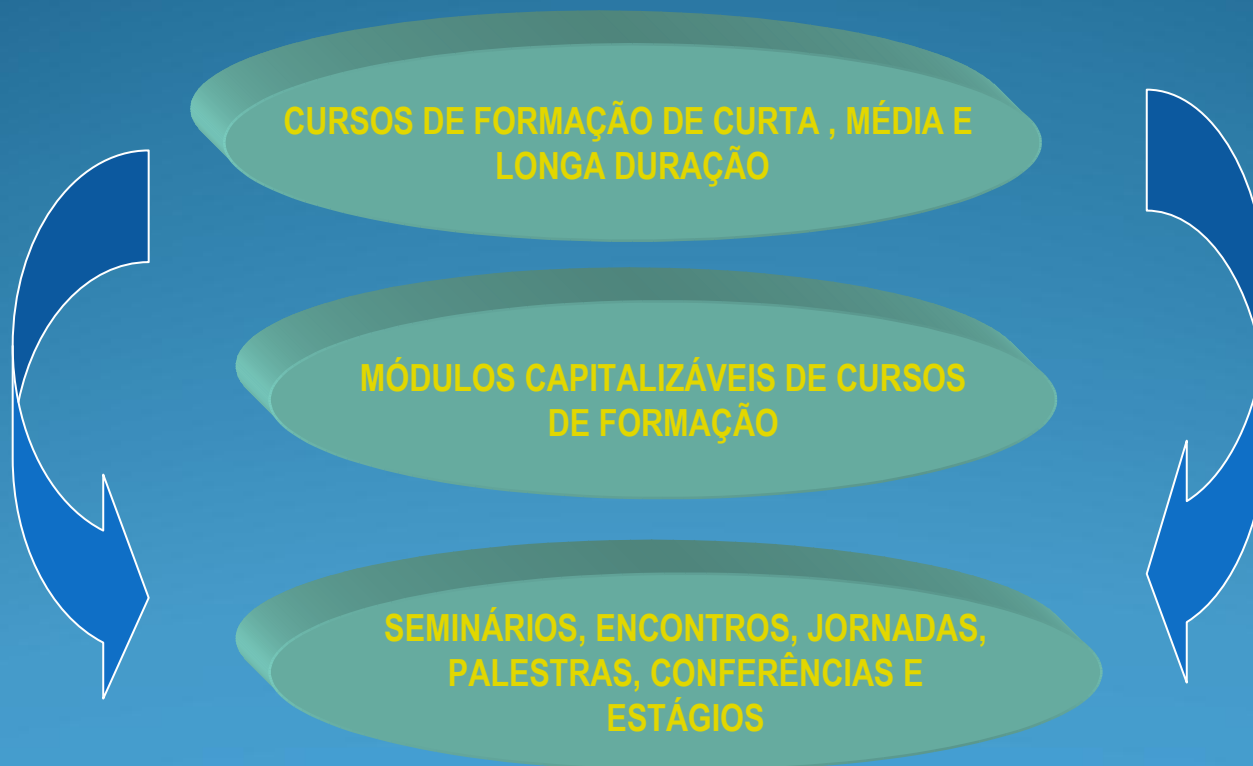 CURSOS DE FORMAÇÃO DE CURTA , MÉDIA E
LONGA DURAÇÃO
MÓDULOS CAPITALIZÁVEIS DE CURSOS
DE FORMAÇÃO
SEMINÁRIOS, ENCONTROS, JORNADAS,
PALESTRAS, CONFERÊNCIAS E
ESTÁGIOS